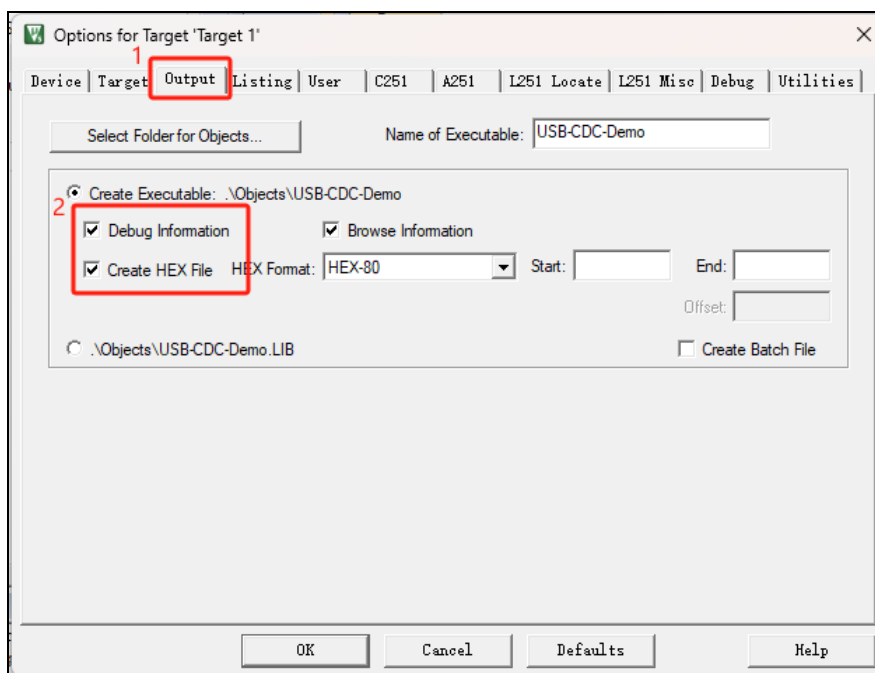 Options for Target 'Target 1'
1
Device Target Output Listing User C251 A251 L251 Locate L251 Misc Debug Utilities
Select Folder for Objects... Name of Executable: USB-CDC-Demo
Create Executable: .\Objects\USB-CDC-Demo
2
Debug Information Browse Information
Create HEX File HEX Format: HEX-80 Start: End:
Offset:
.\Objects\USB-CDC-Demo.LIB Create Batch File
OK Cancel Defaults Help